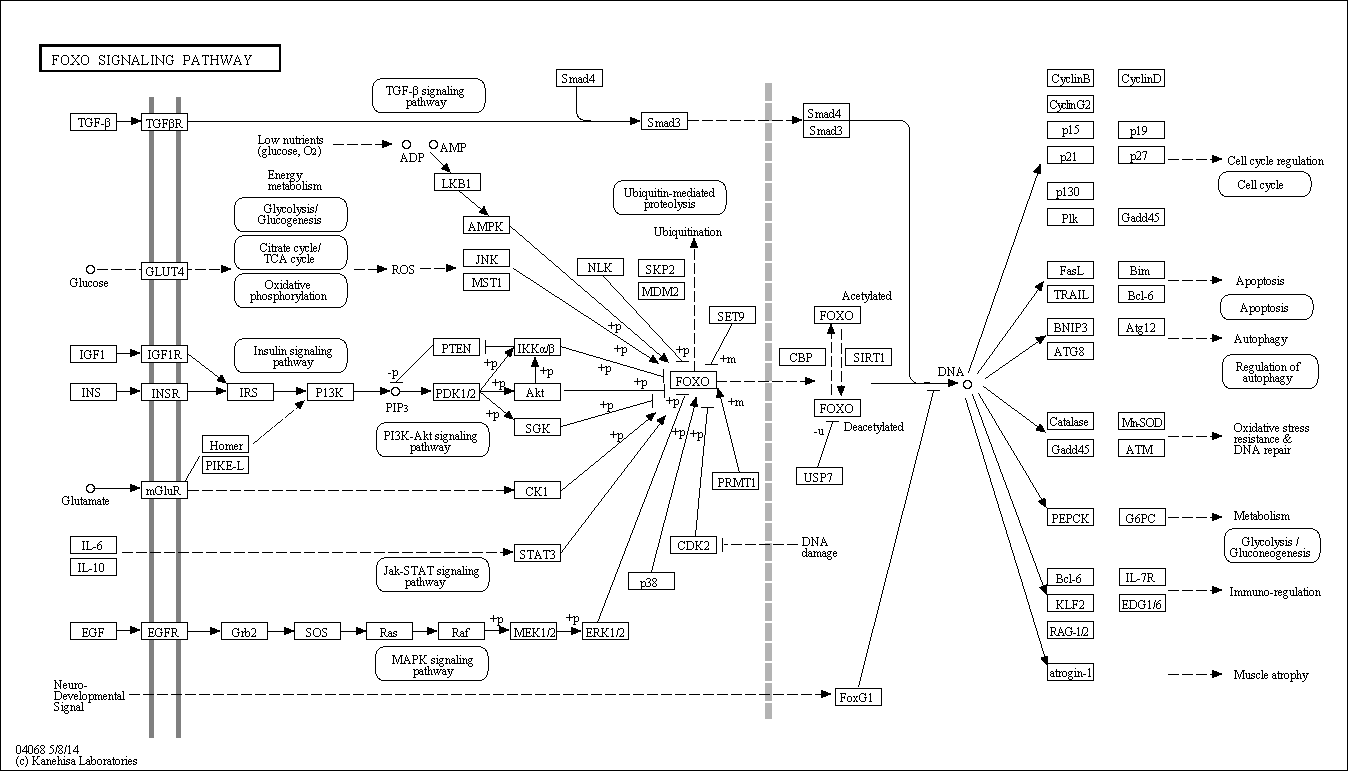 FOXO SIGNALING PATHWAY
TGF-β
TGFβR
TGF-β signaling
pathway
Smad4
Smad3
Smad4
Smad3
Low nutrients
(glucose, O2)
ADP
AMP
LKB1
AMPK
Energy
metabolism
Glycolysis/
Glucogenesis
Citrate cycle/
TCA cycle
Oxidative
phosphorylation
Glucose
GLUT4
ROS
JNK
MST1
NLK
Ubiquitin-mediated
proteolysis
Ubiquitination
SKP2
MDM2
SET9
+p
+p
+m
IGF1
IGF1R
Insulin signaling
pathway
PTEN
IKKα/β
+p
-p
+p
+p
+p
INS
INSR
IRS
P13K
PIP3
PDK1/2
+p
Akt
+p
+p
SGK
+p
+p
+p
+p
+p
FOXO
+m
PI3K-Akt signaling
pathway
Homer
PIKE-L
Glutamate
mGluR
CK1
PRMT1
IL-6
IL-10
STAT3
Jak-STAT signaling
pathway
CDK2
DNA
damage
p38
EGF
EGFR
Grb2
SOS
Ras
Raf
+p
MEK1/2
+p
ERK1/2
MAPK signaling
pathway
Neuro-
Developmental
Signal
FoxG1
Acetylated
FOXO
CBP
SIRT1
FOXO
-u
Deacetylated
USP7
DNA
CyclinB
CyclinD
CyclinG2
p15
p19
p21
p27
p130
Plk
Gadd45
Cell cycle regulation
Cell cycle
FasL
Bim
TRAIL
Bcl-6
Apoptosis
Apoptosis
BNIP3
Atg12
ATG8
Autophagy
Regulation of
autophagy
Catalase
Mn-SOD
Gadd45
ATM
Oxidative stress
resistance &
DNA repair
PEPCK
G6PC
Metabolism
Glycolysis /
Gluconeogenesis
Bcl-6
IL-7R
KLF2
EDG1/6
RAG-1/2
Immuno-regulation
atrogin-1
Muscle atrophy
04068 5/8/14
(c) Kanehisa Laboratories